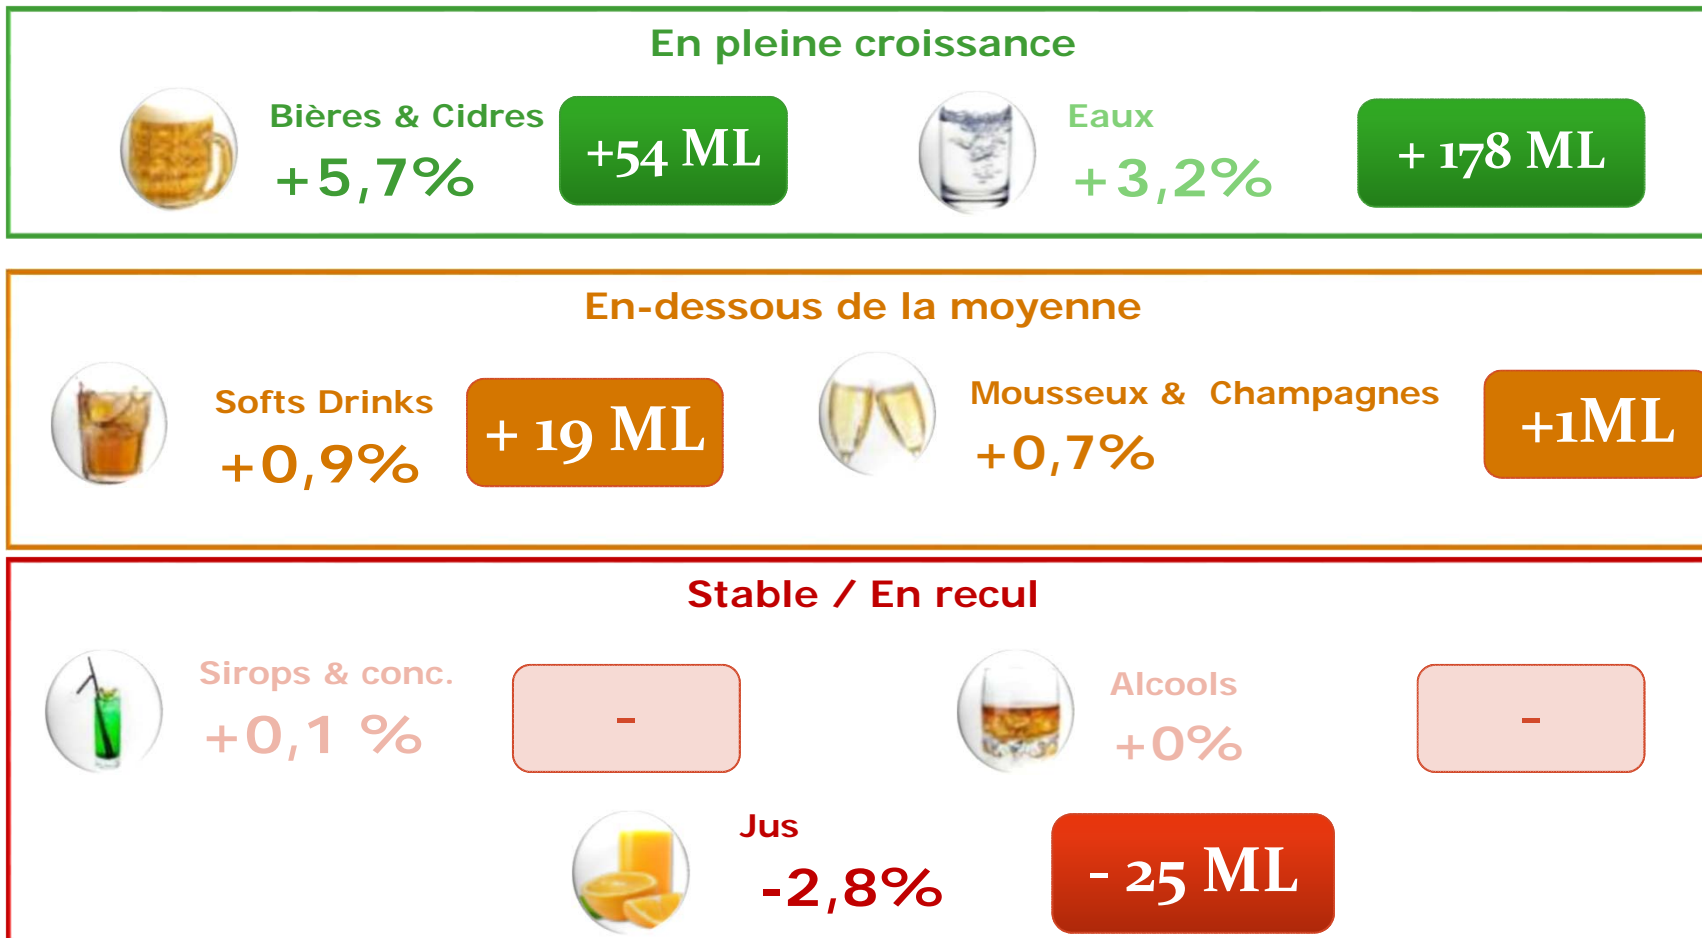 En pleine croissance
Bières & Cidres
+5,7%
+54 ML
Eaux
+3,2%
+ 178 ML
En-dessous de la moyenne
Softs Drinks
+0,9%
+ 19 ML
Mousseux & Champagnes
+0,7%
+1ML
Stable / En recul
Sirops & conc.
+0,1 %
-
Alcools
+0%
-
Jus
-2,8%
- 25 ML